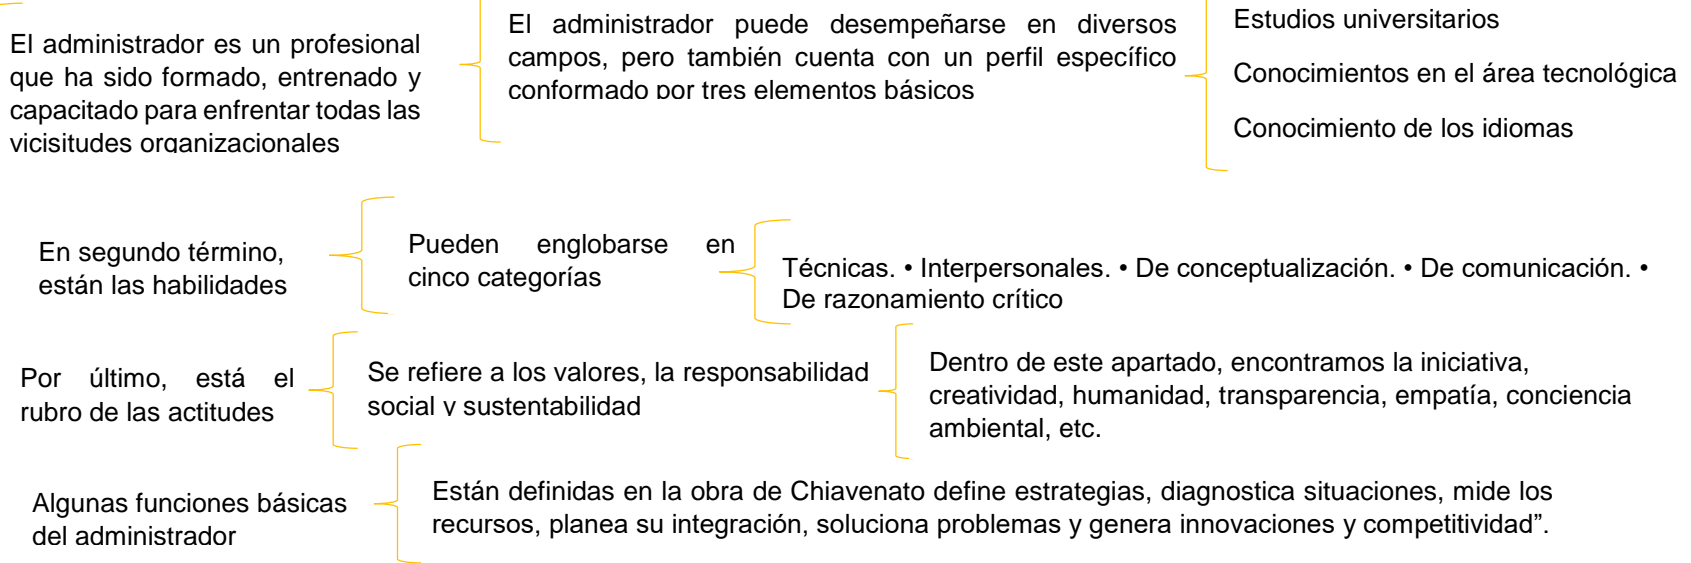 El administrador es un profesional
que ha sido formado, entrenado y
capacitado para enfrentar todas las
vicisitudes organizacionales
El administrador puede desempeñarse en diversos
campos, pero también cuenta con un perfil específico
conformado por tres elementos básicos
Estudios universitarios
Conocimientos en el área tecnológica
Conocimiento de los idiomas
En segundo término,
están las habilidades
Pueden englobarse en
cinco categorías
Técnicas. • Interpersonales. • De conceptualización. • De comunicación. •
De razonamiento crítico
Por último, está el
rubro de las actitudes
Se refiere a los valores, la responsabilidad
social y sustentabilidad
Dentro de este apartado, encontramos la iniciativa,
creatividad, humanidad, transparencia, empatía, conciencia
ambiental, etc.
Algunas funciones básicas
del administrador
Están definidas en la obra de Chiavenato define estrategias, diagnostica situaciones, mide los
recursos, planea su integración, soluciona problemas y genera innovaciones y competitividad”.